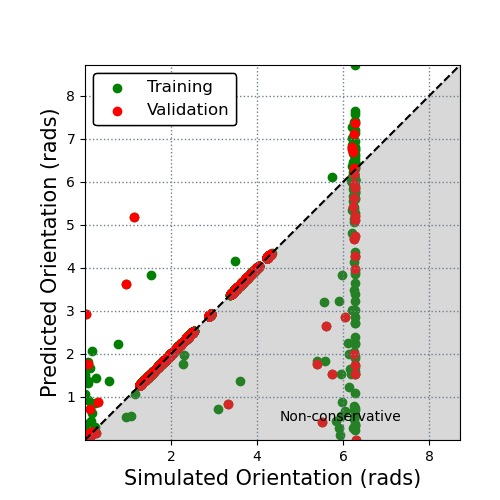 Training
Validation
8
7
6
5
4
3
2
1
Predicted Orientation (rads)
Non-conservative
2
4
6
8
Simulated Orientation (rads)